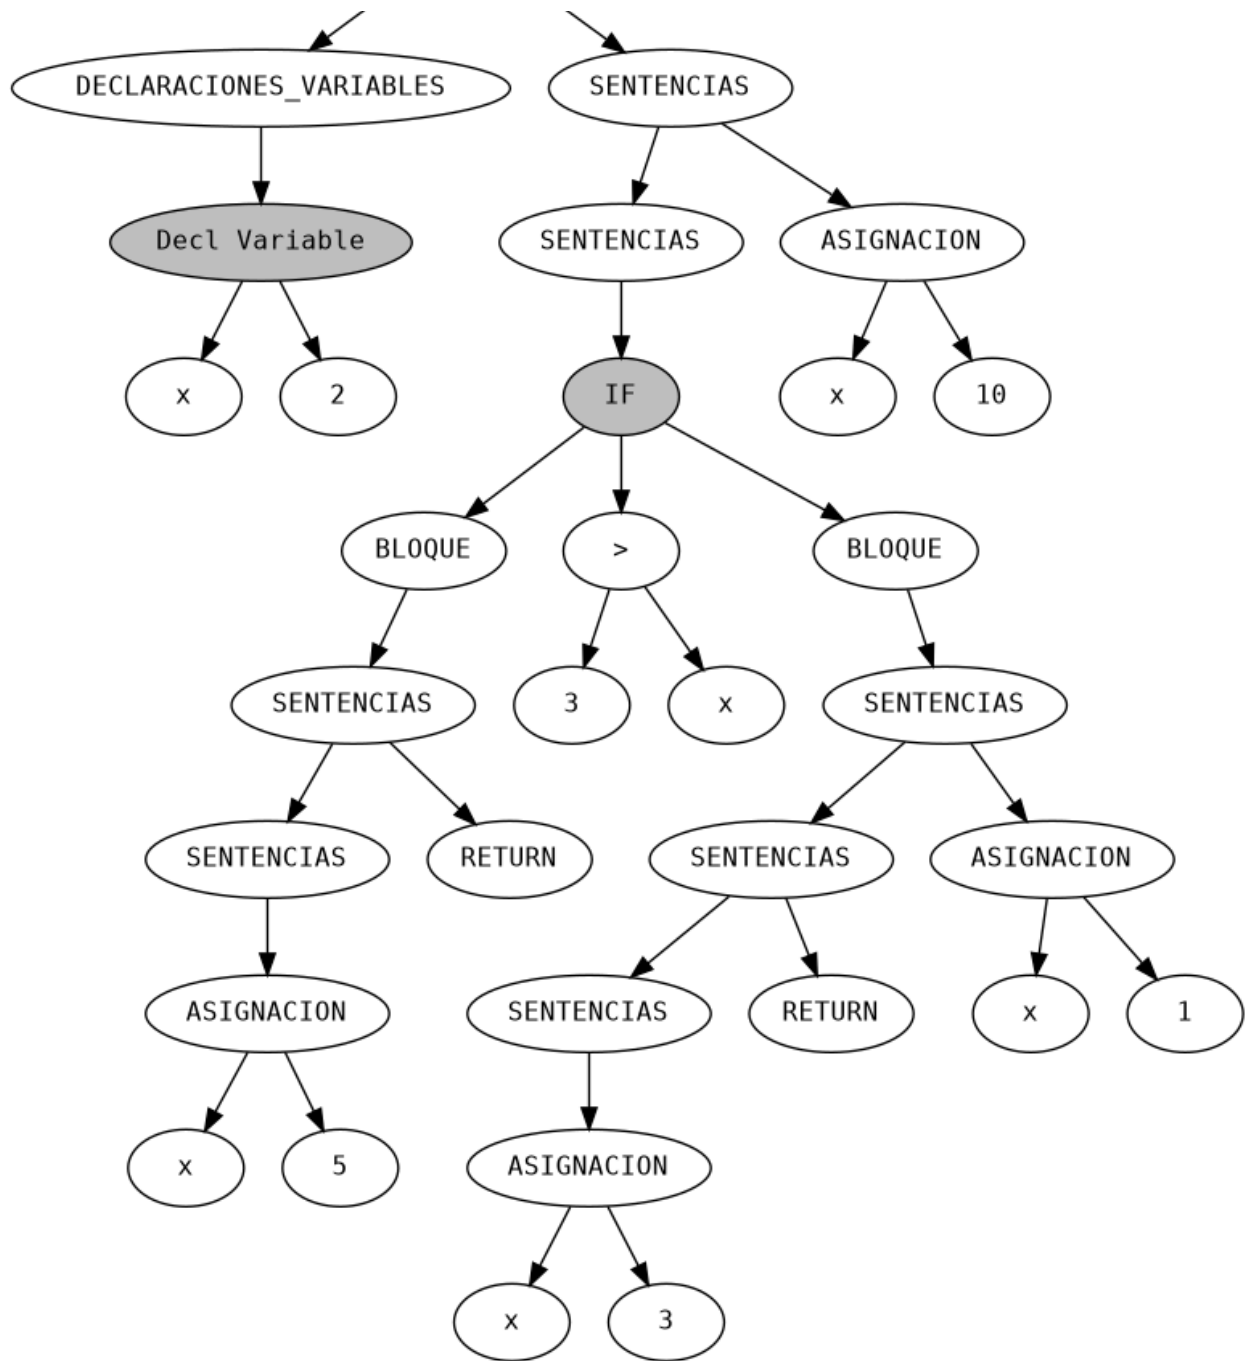 DECLARACIONES_VARIABLES
SENTENCIAS
Decl Variable
SENTENCIAS
ASIGNACION
x
2
IF
x
10
BLOQUE
>
BLOQUE
SENTENCIAS
3
x
SENTENCIAS
SENTENCIAS
RETURN
SENTENCIAS
ASIGNACION
ASIGNACION
SENTENCIAS
RETURN
x
1
x
5
ASIGNACION
x
3